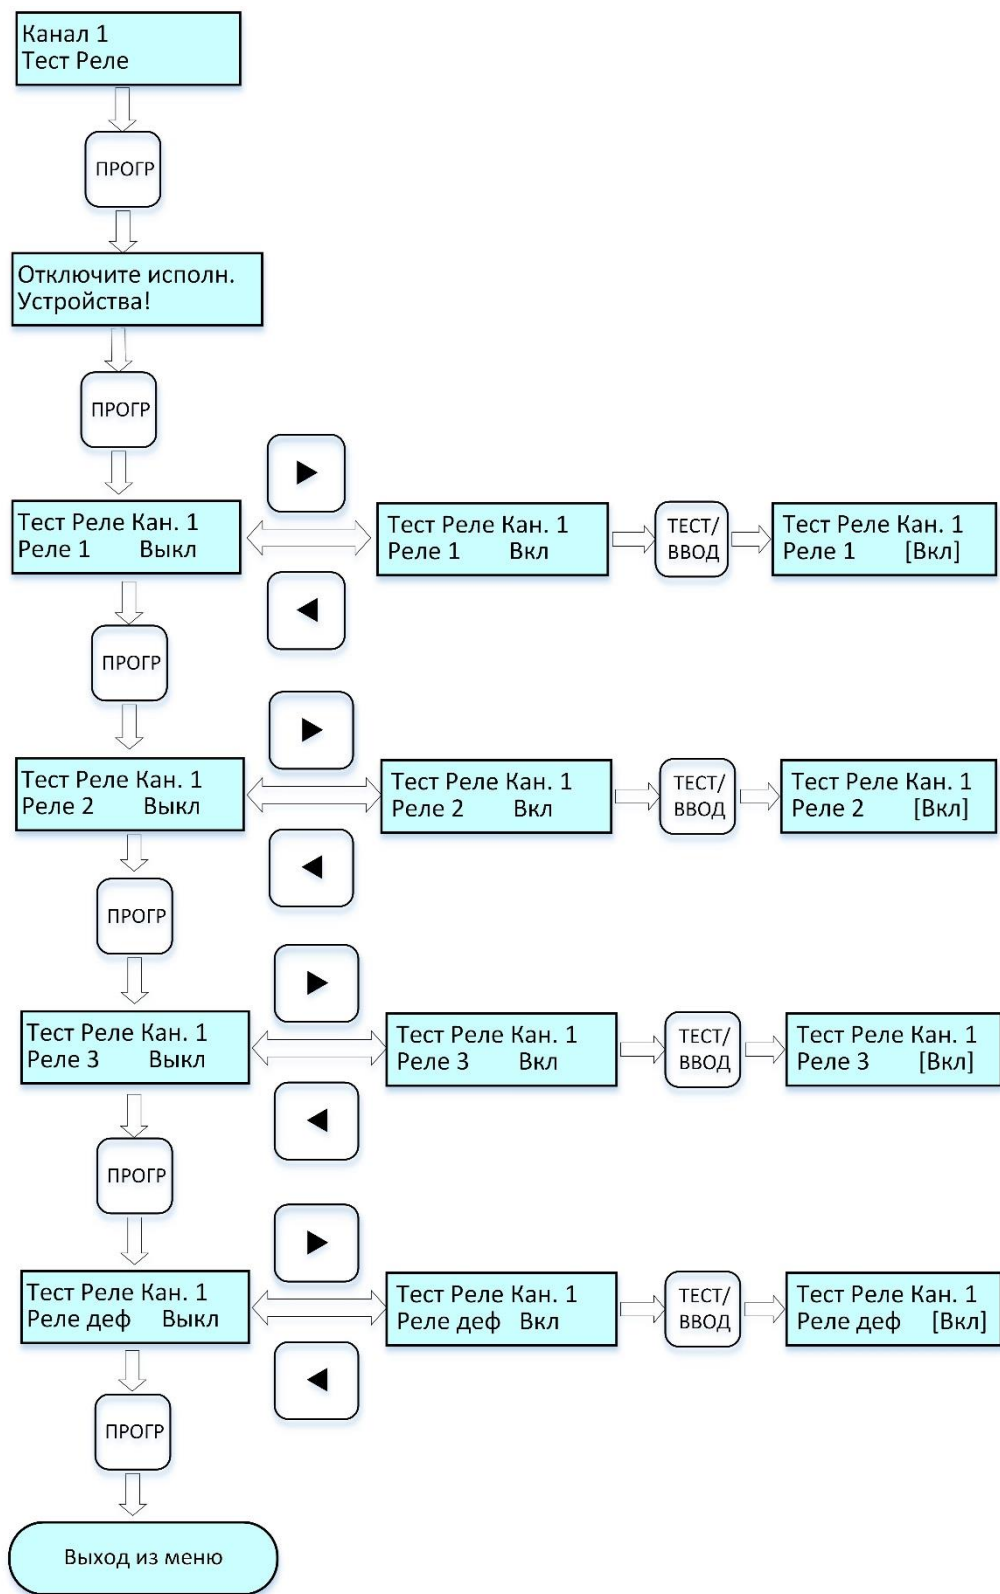 Канал 1
Тест Реле
ПРОГР
Отключите исполн.
Устройства!
ПРОГР
Тест Реле Кан. 1
Реле 1 Выкл
Тест Реле Кан. 1
Реле 1 Вкл
ТЕСТ/
ВВОД
Тест Реле Кан. 1
Реле 1 [Вкл]
ПРОГР
Тест Реле Кан. 1
Реле 2 Выкл
Тест Реле Кан. 1
Реле 2 Вкл
ТЕСТ/
ВВОД
Тест Реле Кан. 1
Реле 2 [Вкл]
ПРОГР
Тест Реле Кан. 1
Реле 3 Выкл
Тест Реле Кан. 1
Реле 3 Вкл
ТЕСТ/
ВВОД
Тест Реле Кан. 1
Реле 3 [Вкл]
ПРОГР
Тест Реле Кан. 1
Реле деф Выкл
Тест Реле Кан. 1
Реле деф Вкл
ТЕСТ/
ВВОД
Тест Реле Кан. 1
Реле деф [Вкл]
ПРОГР
Выход из меню